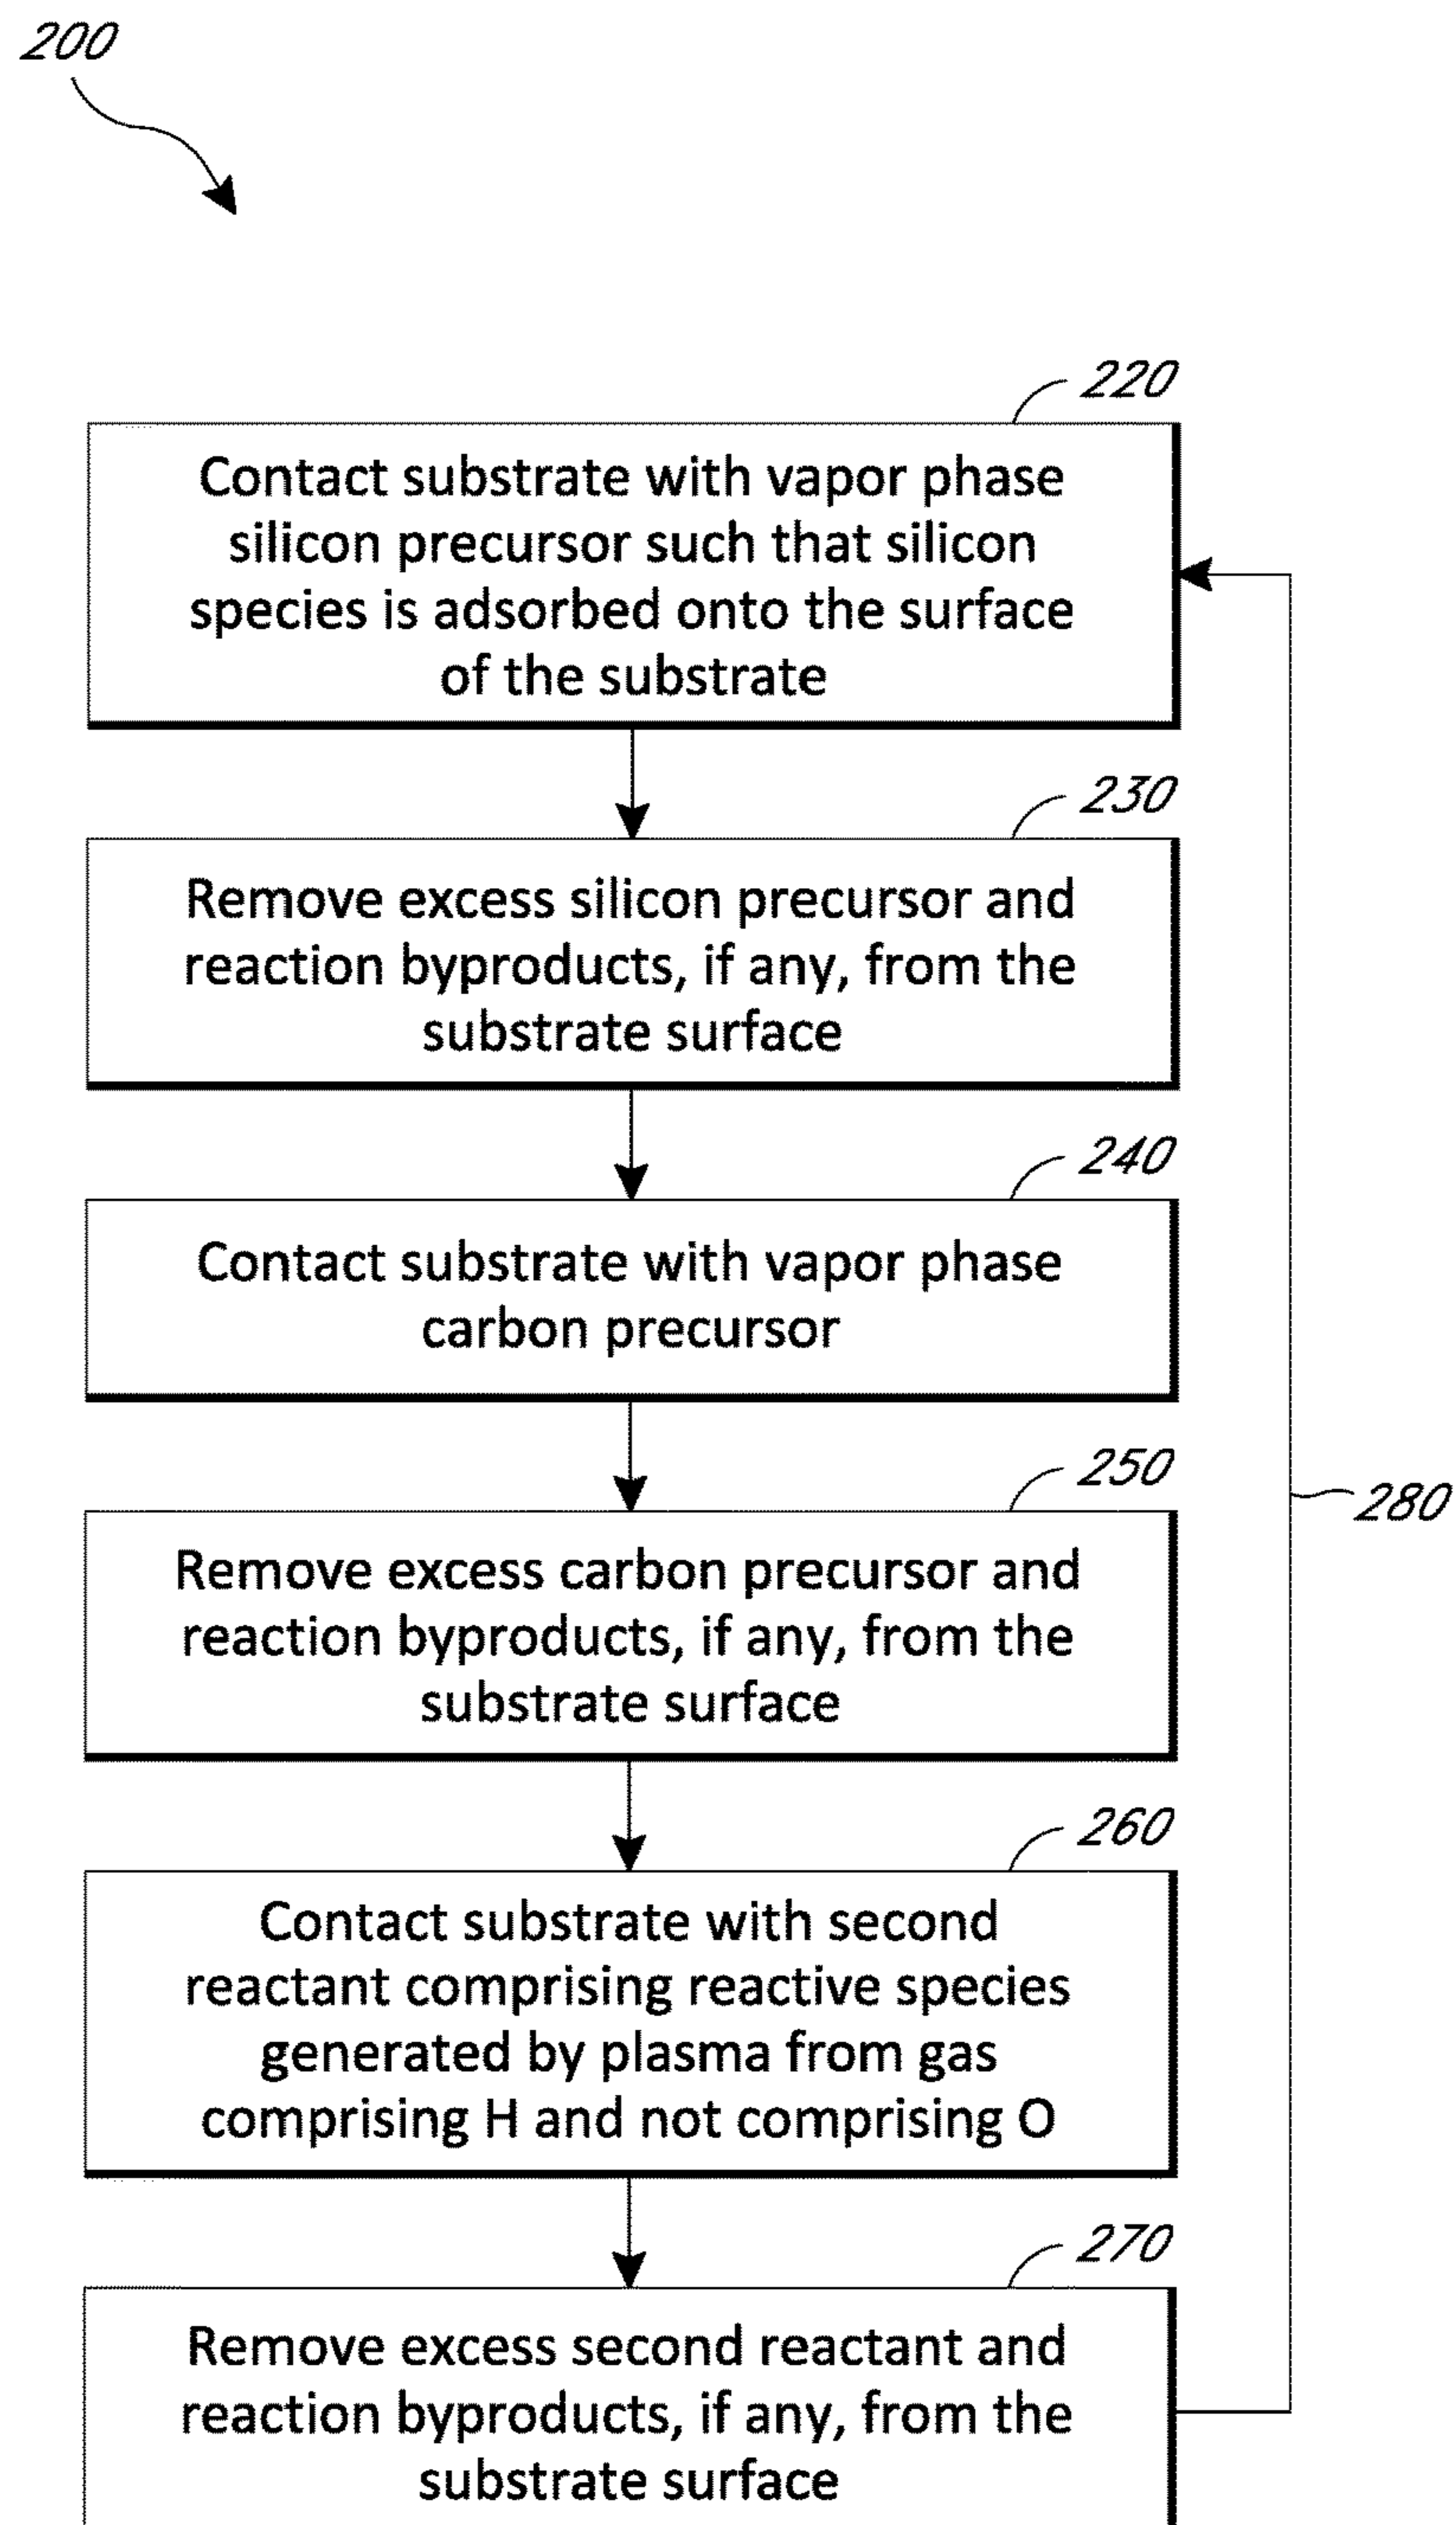 200
220
Contact substrate with vapor phase
silicon precursor such that silicon
species is adsorbed onto the surface
of the substrate
230
Remove excess silicon precursor and
reaction byproducts, if any, from the
substrate surface
240
Contact substrate with vapor phase
carbon precursor
250
Remove excess carbon precursor and
reaction byproducts, if any, from the
substrate surface
280
260
Contact substrate with second
reactant comprising reactive species
generated by plasma from gas
comprising H and not comprising O
270
Remove excess second reactant and
reaction byproducts, if any, from the
substrate surface